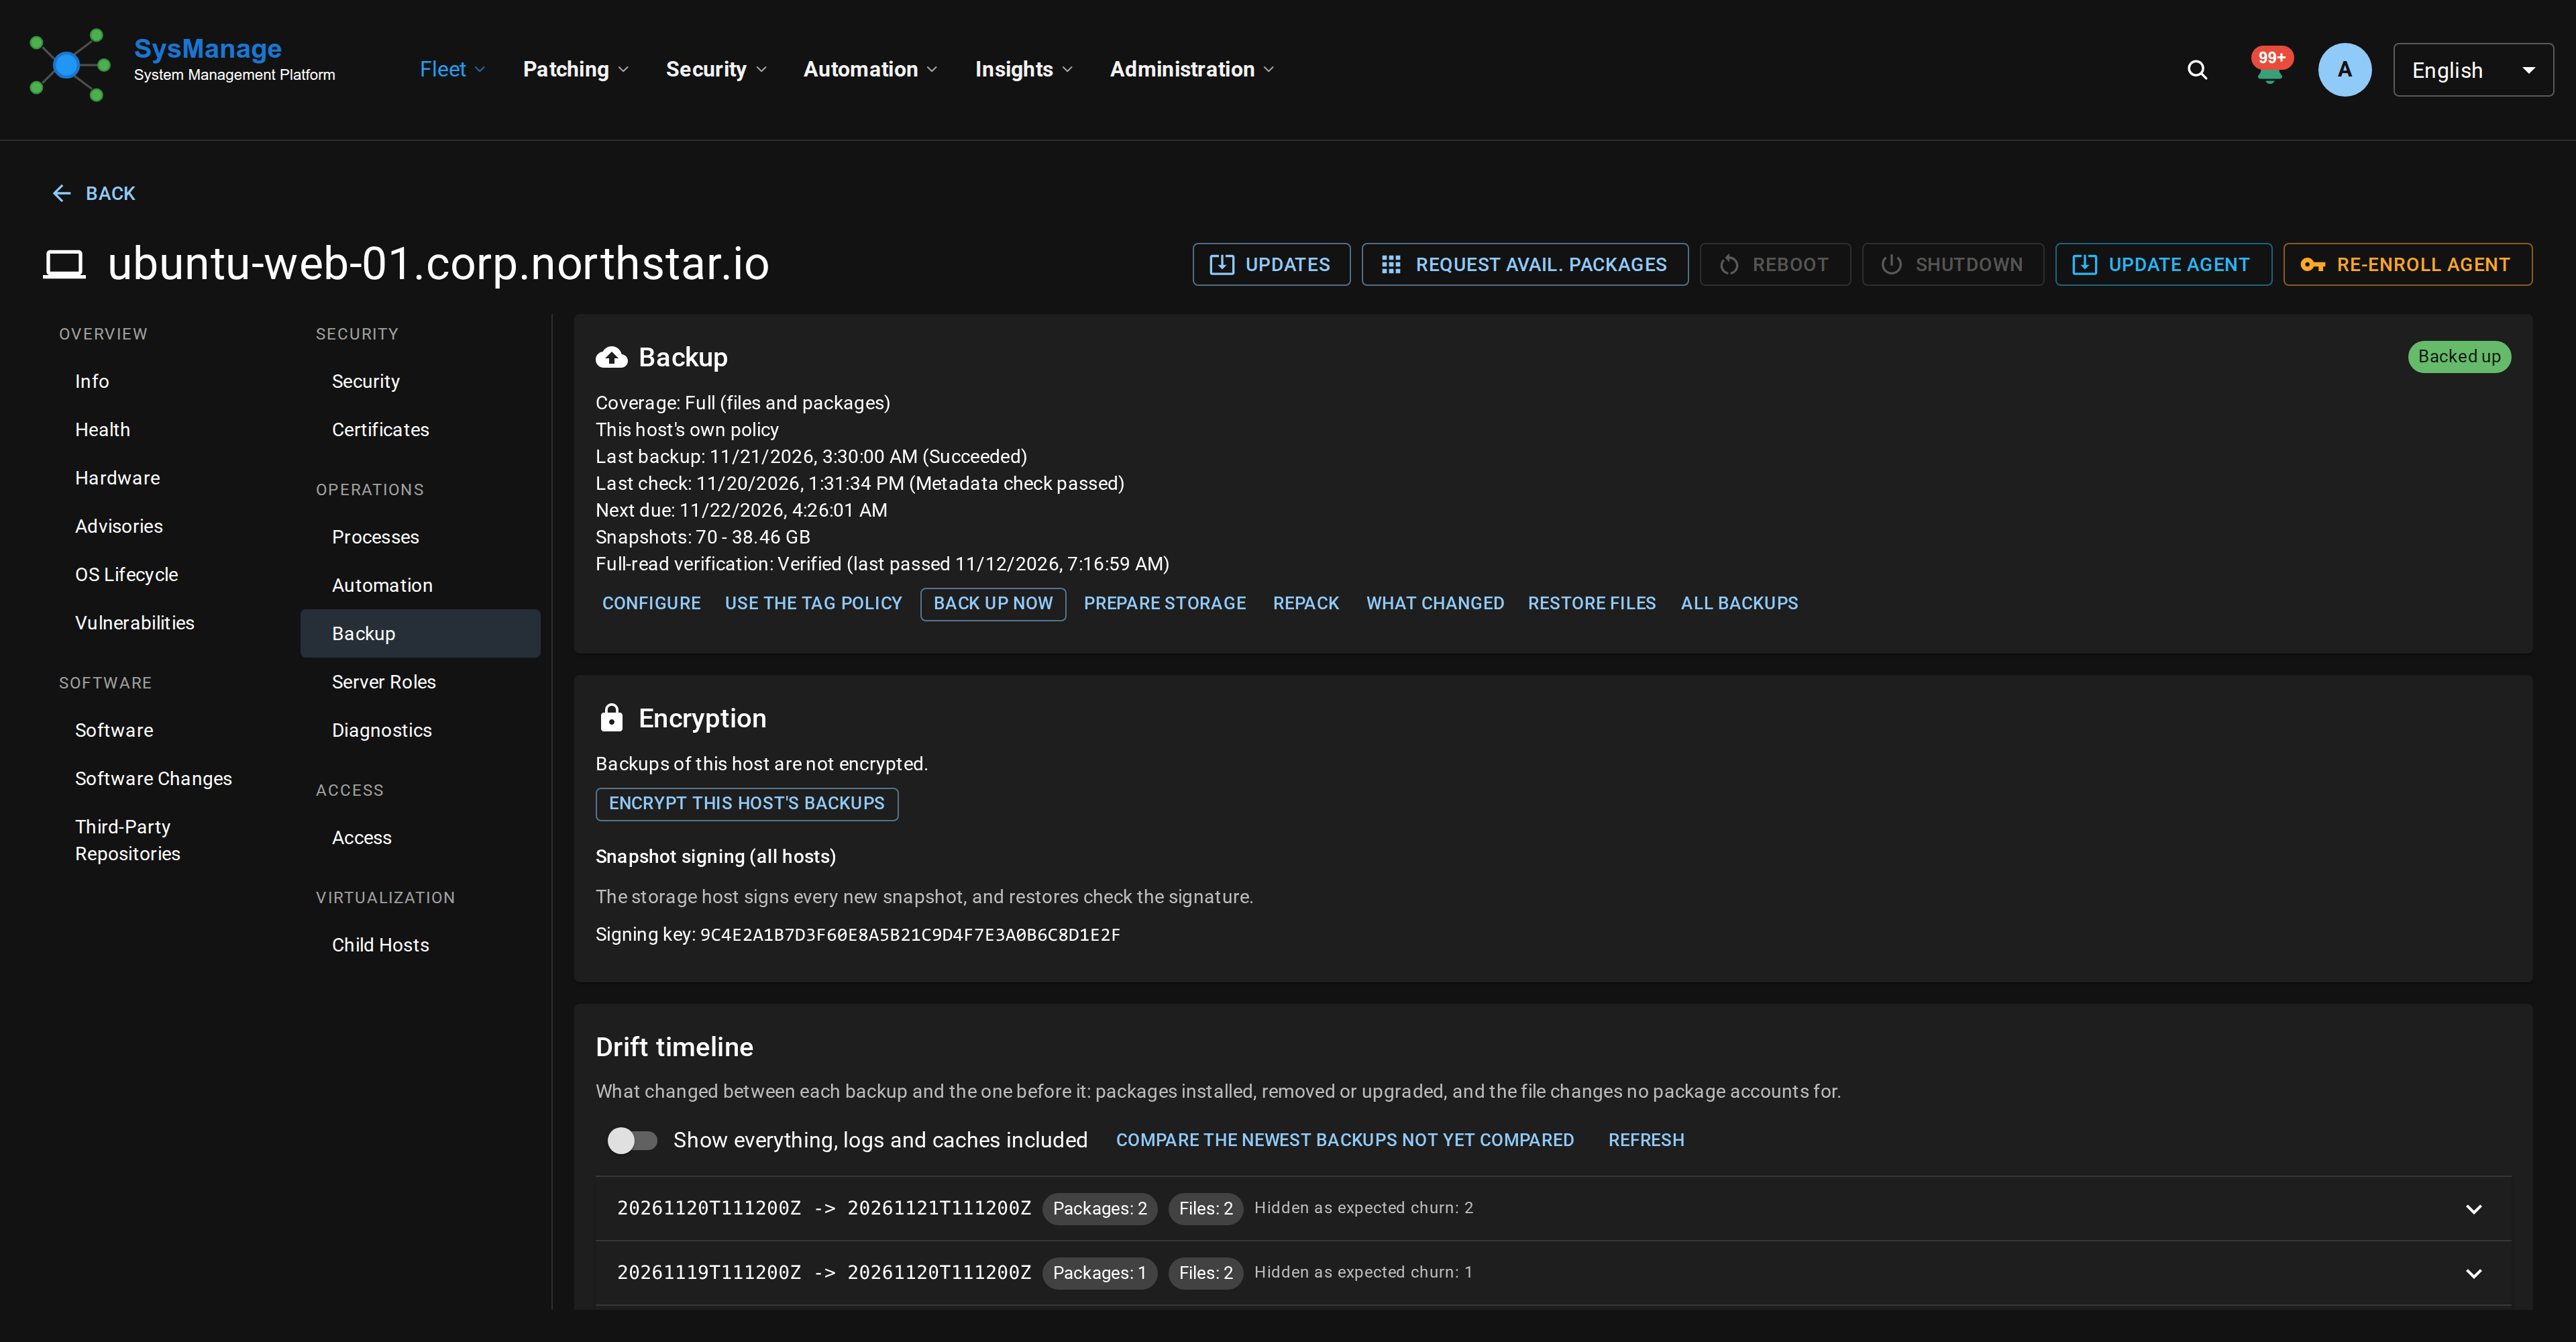 SysManage
System Management Platform
Fleet
Patching
Security
Automation
Insights
Administration
99+
A
English
BACK
ubuntu-web-01.corp.northstar.io
UPDATES
REQUEST AVAIL. PACKAGES
REBOOT
SHUTDOWN
UPDATE AGENT
RE-ENROLL AGENT
OVERVIEW
Info
Health
Hardware
Advisories
OS Lifecycle
Vulnerabilities
SOFTWARE
Software
Software Changes
Third-Party
Repositories
SECURITY
Security
Certificates
OPERATIONS
Processes
Automation
Backup
Server Roles
Diagnostics
ACCESS
Access
VIRTUALIZATION
Child Hosts
Backup
Backed up
Coverage: Full (files and packages)
This host's own policy
Last backup: 11/21/2026, 3:30:00 AM (Succeeded)
Last check: 11/20/2026, 1:31:34 PM (Metadata check passed)
Next due: 11/22/2026, 4:26:01 AM
Snapshots: 70 - 38.46 GB
Full-read verification: Verified (last passed 11/12/2026, 7:16:59 AM)
CONFIGURE
USE THE TAG POLICY
BACK UP NOW
PREPARE STORAGE
REPACK
WHAT CHANGED
RESTORE FILES
ALL BACKUPS
Encryption
Backups of this host are not encrypted.
ENCRYPT THIS HOST'S BACKUPS
Snapshot signing (all hosts)
The storage host signs every new snapshot, and restores check the signature.
Signing key: 9C4E2A1B7D3F60E8A5B21C9D4F7E3A0B6C8D1E2F
Drift timeline
What changed between each backup and the one before it: packages installed, removed or upgraded, and the file changes no package accounts for.
Show everything, logs and caches included
COMPARE THE NEWEST BACKUPS NOT YET COMPARED
REFRESH
20261120T111200Z -> 20261121T111200Z Packages: 2 Files: 2 Hidden as expected churn: 2
20261119T111200Z -> 20261120T111200Z Packages: 1 Files: 2 Hidden as expected churn: 1